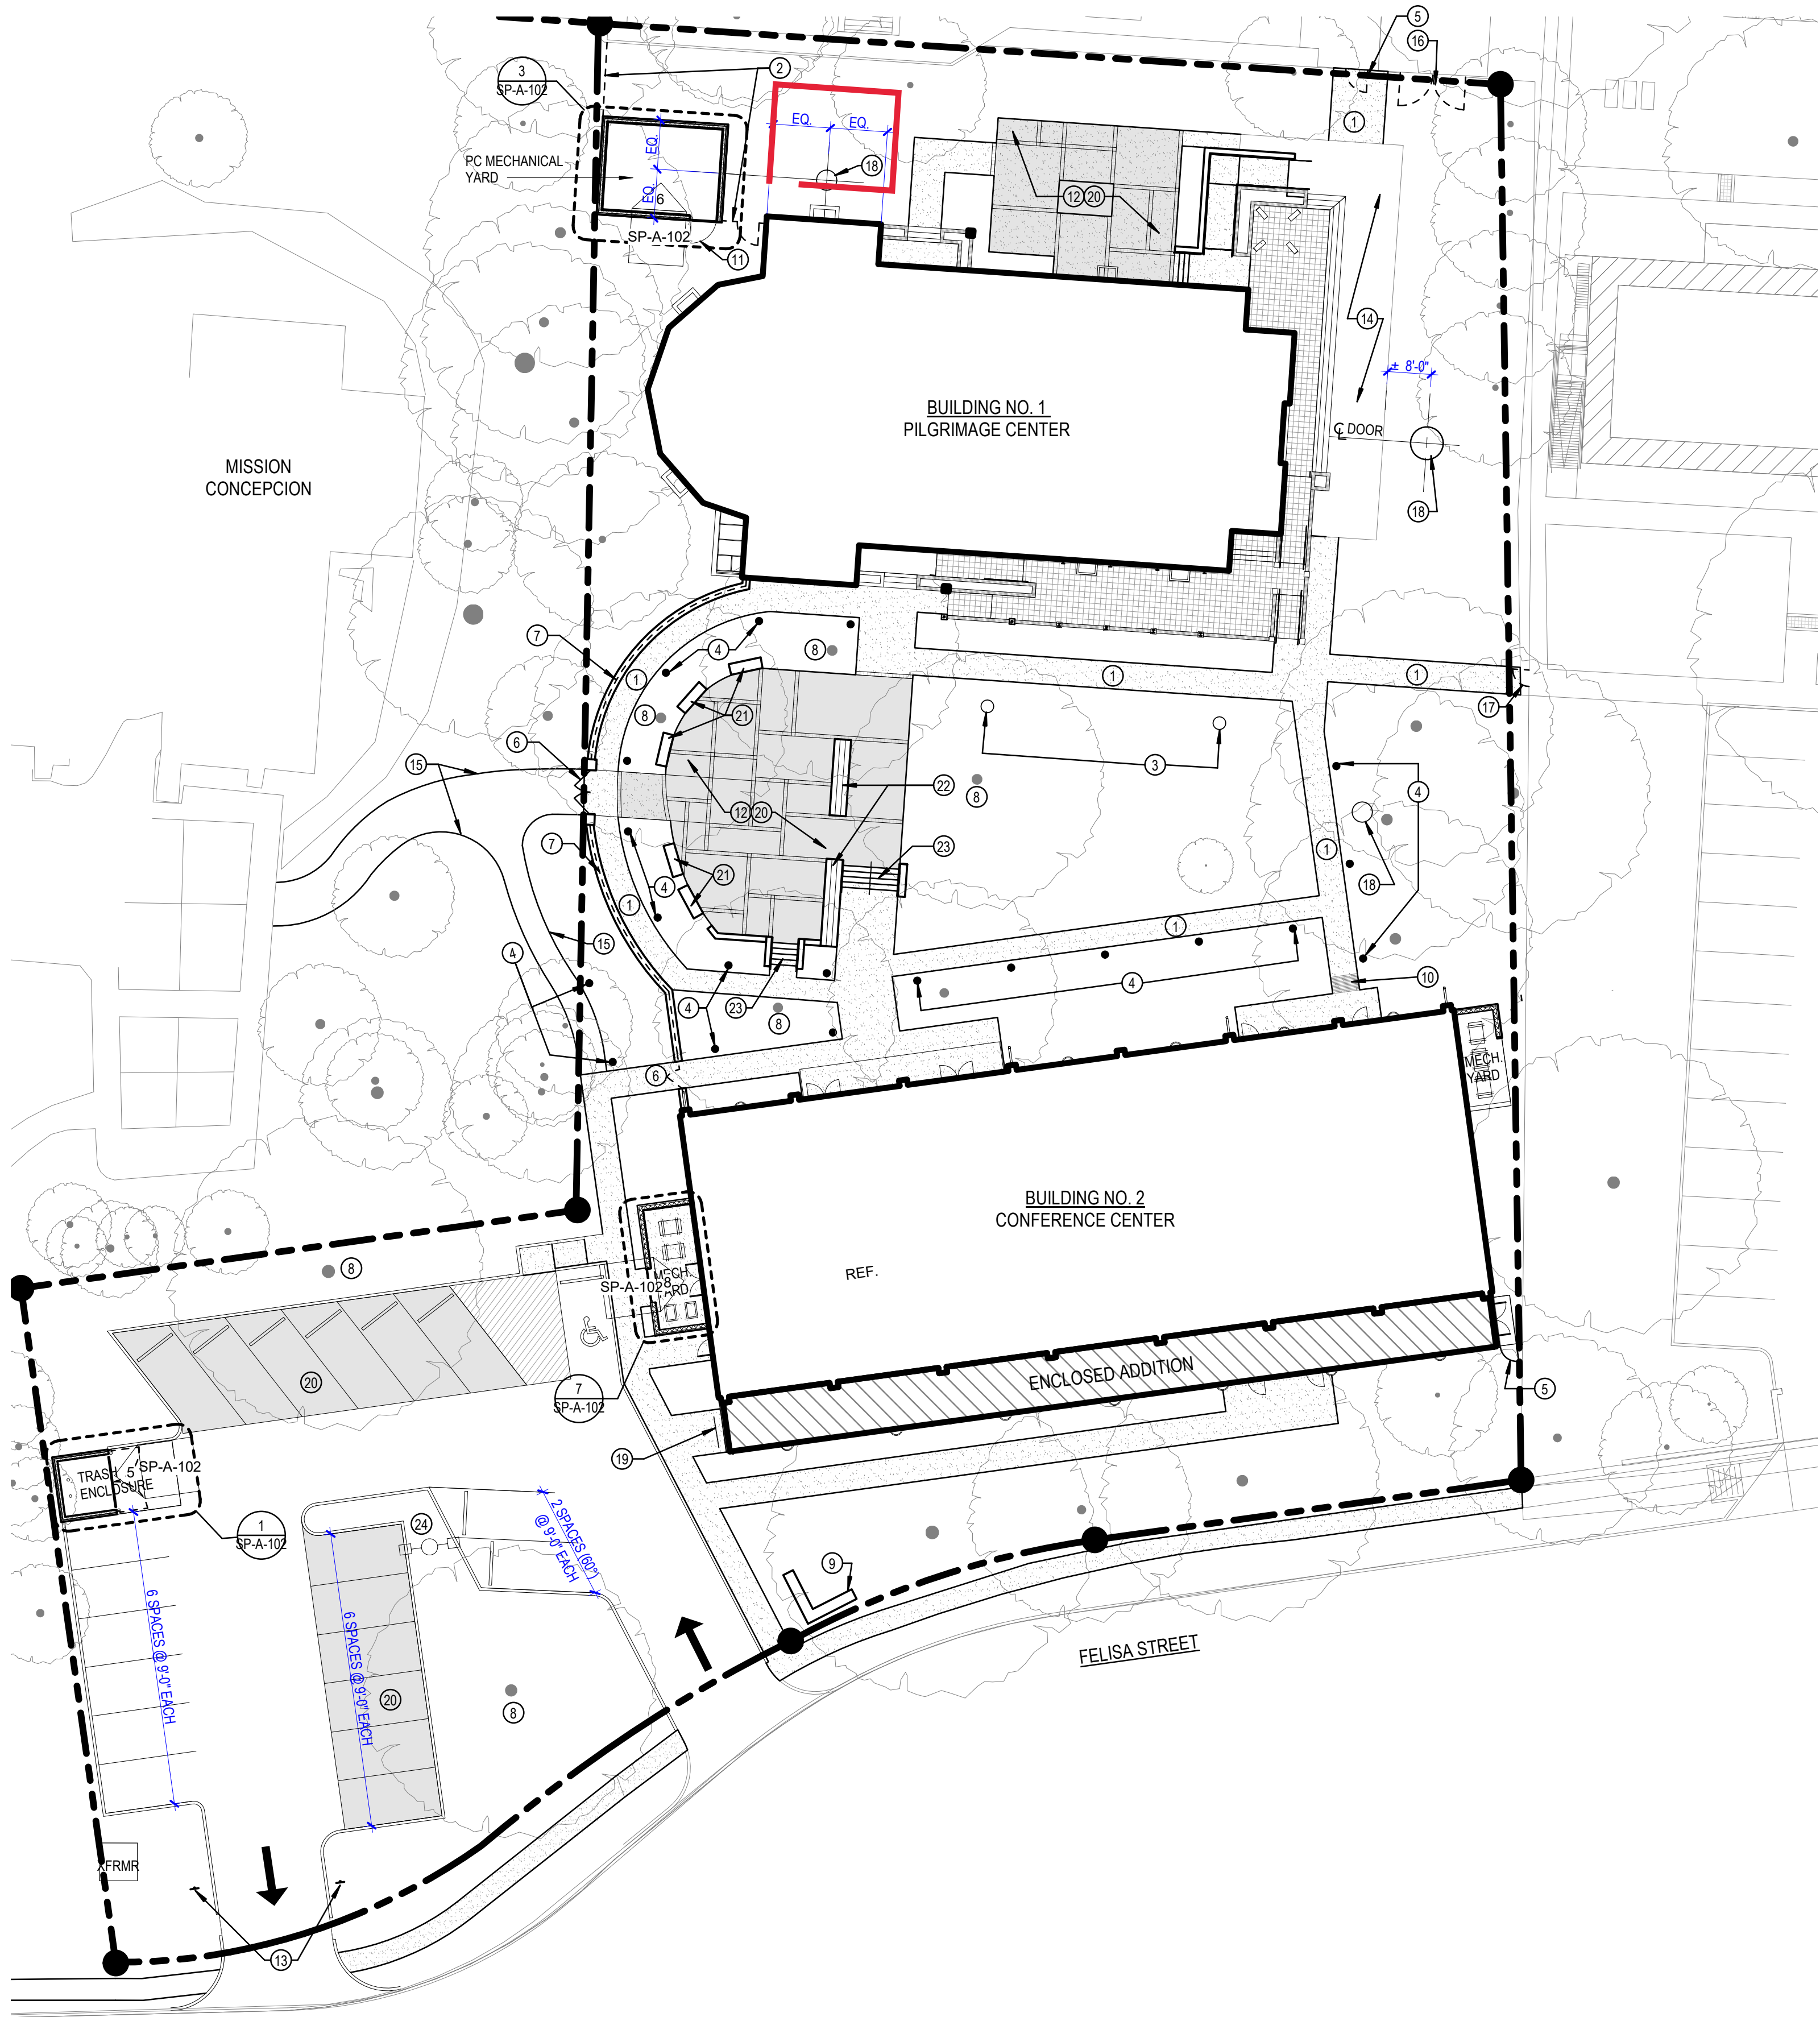 5
16
3
SP-A-102
2
1
EQ.
EQ.
EQ.
EQ.
PC MECHANICAL
YARD
18
6
SP-A-102
12
20
11
14
± 8'-0"
BUILDING NO. 1
PILGRIMAGE CENTER
℄ DOOR
MISSION
CONCEPCION
18
7
4
8
1
1
1
8
21
17
6
15
3
22
4
8
12
20
7
23
1
4
21
18
1
1
15
4
10
4
4
23
8
6
MECH.
YARD
BUILDING NO. 2
CONFERENCE CENTER
8
REF.
MECH.
YARD
SP-A-102
8
20
ENCLOSED ADDITION
7
SP-A-102
5
19
TRASH
ENCLOSURE
5
SP-A-102
1
SP-A-102
24
2 SPACES (60°)
@ 9'-0" EACH
9
6 SPACES @ 9'-0" EACH
6 SPACES @ 9'-0" EACH
FELISA STREET
20
8
XFRMR
13